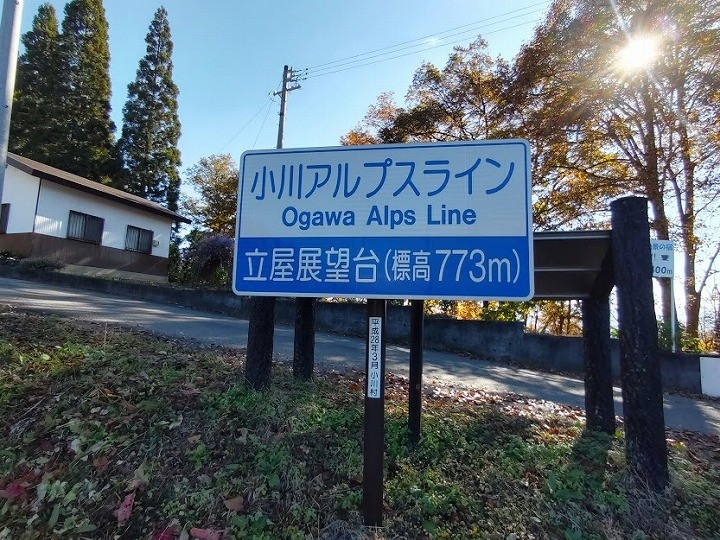 小川アルプスライン
Ogawa Alps Line
立屋展望台(標高773m)
平成28年3月 小川村